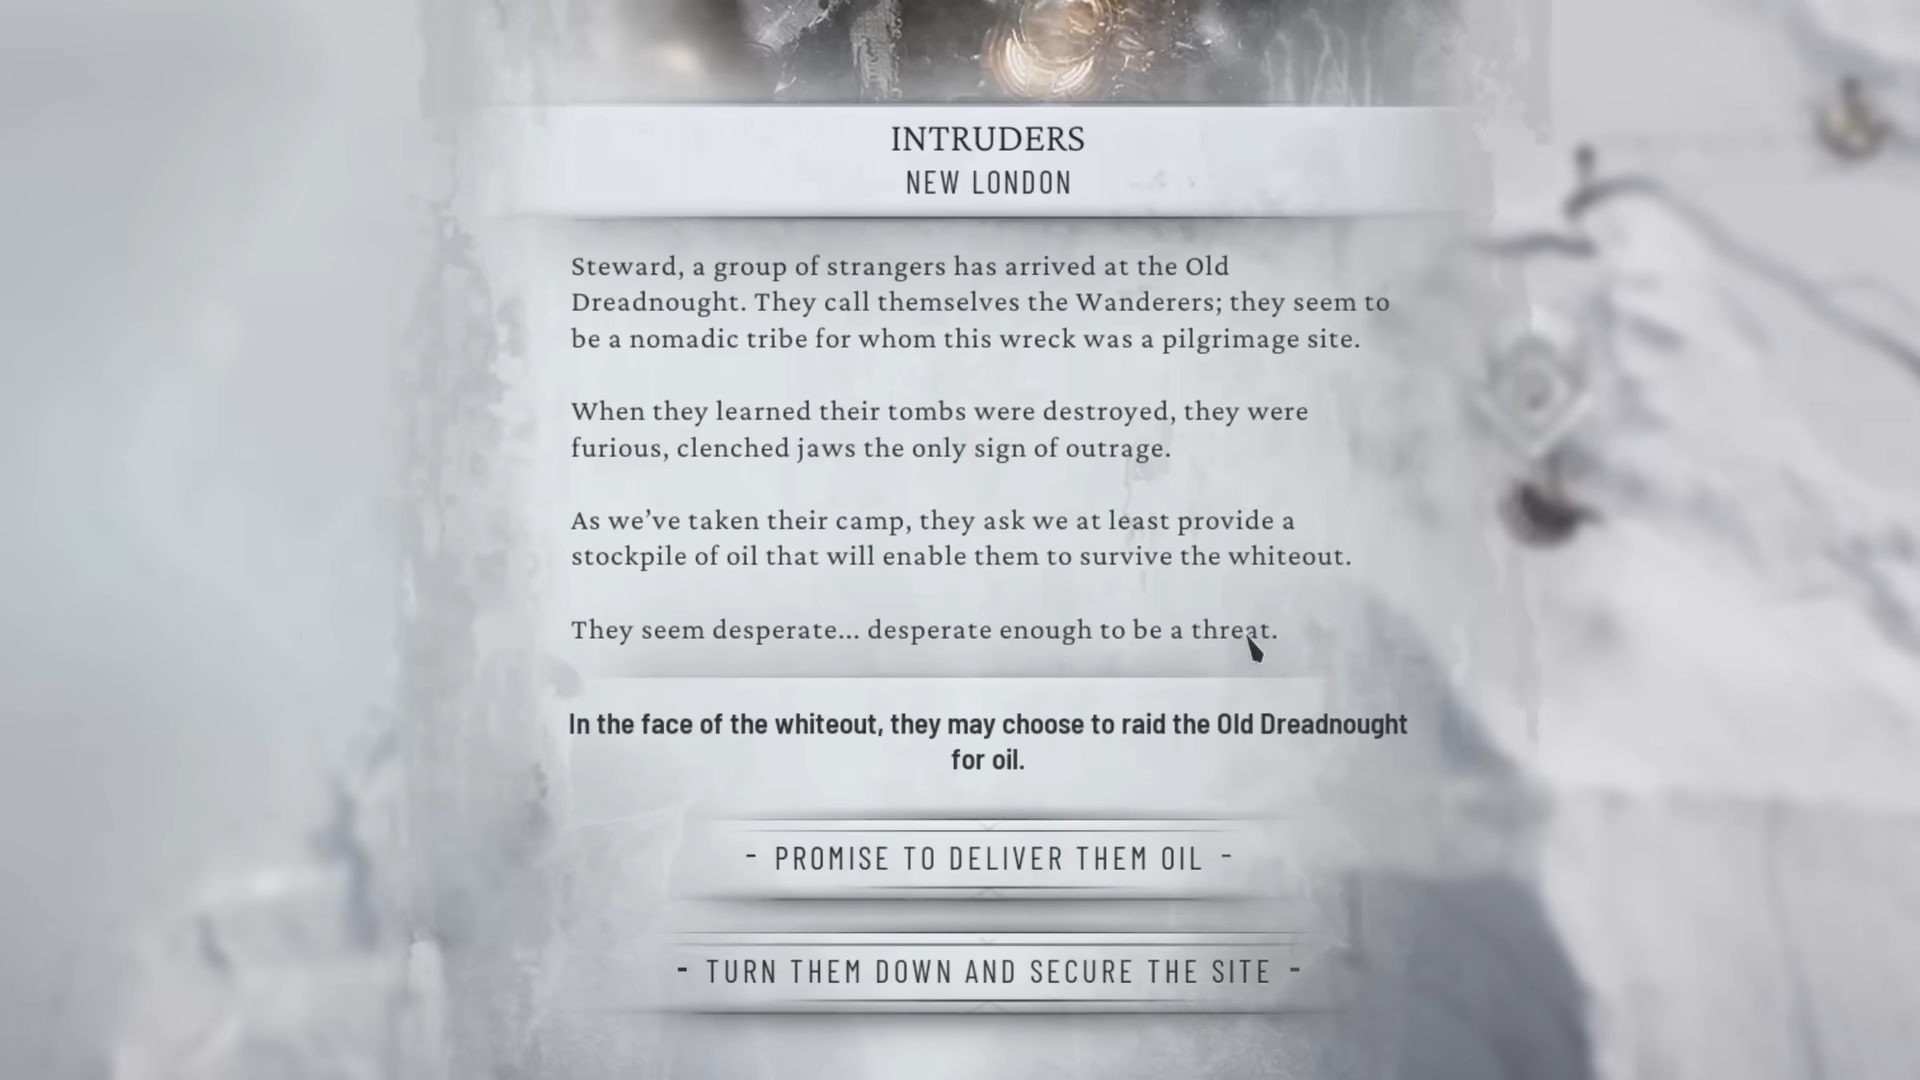 INTRUDERS
NEW LONDON
Steward, a group of strangers has arrived at the Old
Dreadnought. They call themselves the Wanderers; they seem to
be a nomadic tribe for whom this wreck was a pilgrimage site.
When they learned their tombs were destroyed, they were
furious, clenched jaws the only sign of outrage.
As we’ve taken their camp, they ask we at least provide a
stockpile of oil that will enable them to survive the whiteout.
They seem desperate... desperate enough to be a threat.
In the face of the whiteout, they may choose to raid the Old Dreadnought
for oil.
- PROMISE TO DELIVER THEM OIL -
- TURN THEM DOWN AND SECURE THE SITE -